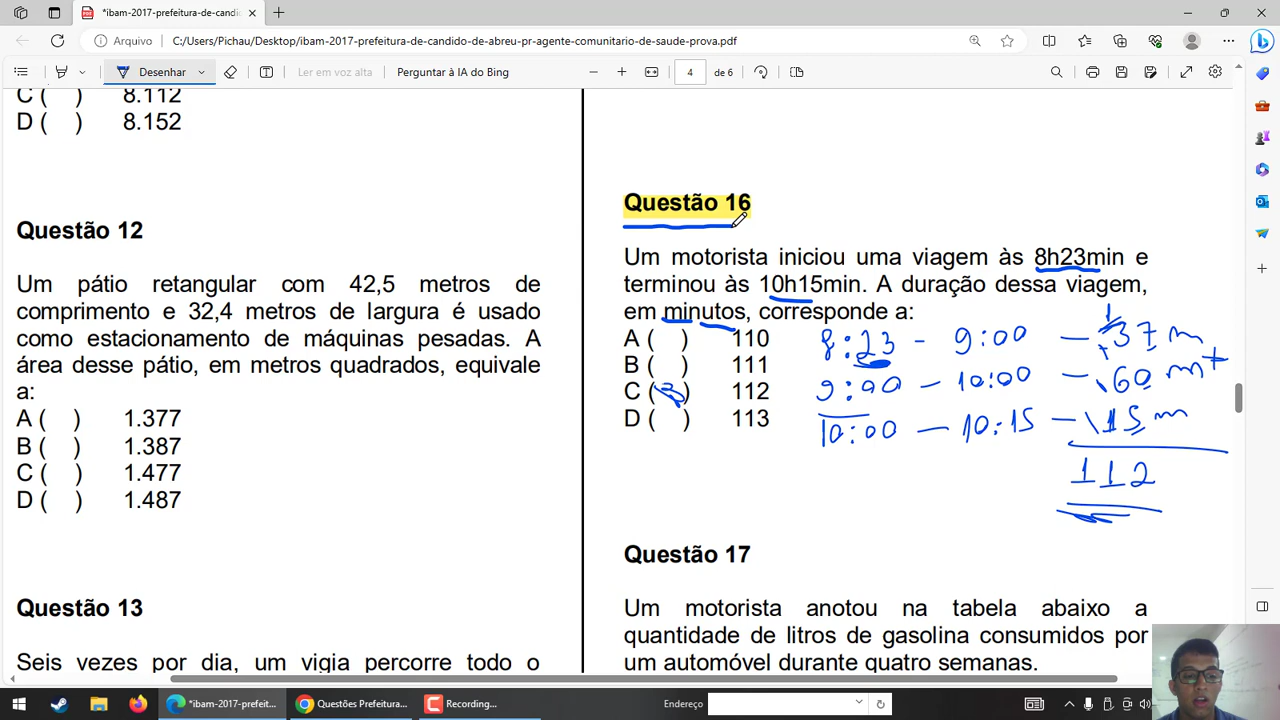 *ibam-2017-prefeitura-de-candic
Arquivo
C:/Users/Pichau/Desktop/ibam-2017-prefeitura-de-candido-de-abreu-pr-agente-comunitario-de-saude-prova.pdf
Desenhar
Ler em voz alta
Perguntar à IA do Bing
4 de 6
C ( ) 8.112
D ( ) 8.152
Questão 12
Um pátio retangular com 42,5 metros de
comprimento e 32,4 metros de largura é usado
como estacionamento de máquinas pesadas. A
área desse pátio, em metros quadrados, equivale
a:
A ( ) 1.377
B ( ) 1.387
C ( ) 1.477
D ( ) 1.487
Questão 13
Seis vezes por dia, um vigia percorre todo o
Questão 16
Um motorista iniciou uma viagem às 8h23min e
terminou às 10h15min. A duração dessa viagem,
em minutos, corresponde a:
A ( ) 110
B ( ) 111
C ( ) 112
D ( ) 113
8:23 - 9:00 — 37 m
9:00 — 10:00 — 60 m +
10:00 — 10:15 — 15 m
112
Questão 17
Um motorista anotou na tabela abaixo a
quantidade de litros de gasolina consumidos por
um automóvel durante quatro semanas.
*ibam-2017-prefeit...
Questões Prefeitura...
Recording...
Endereço